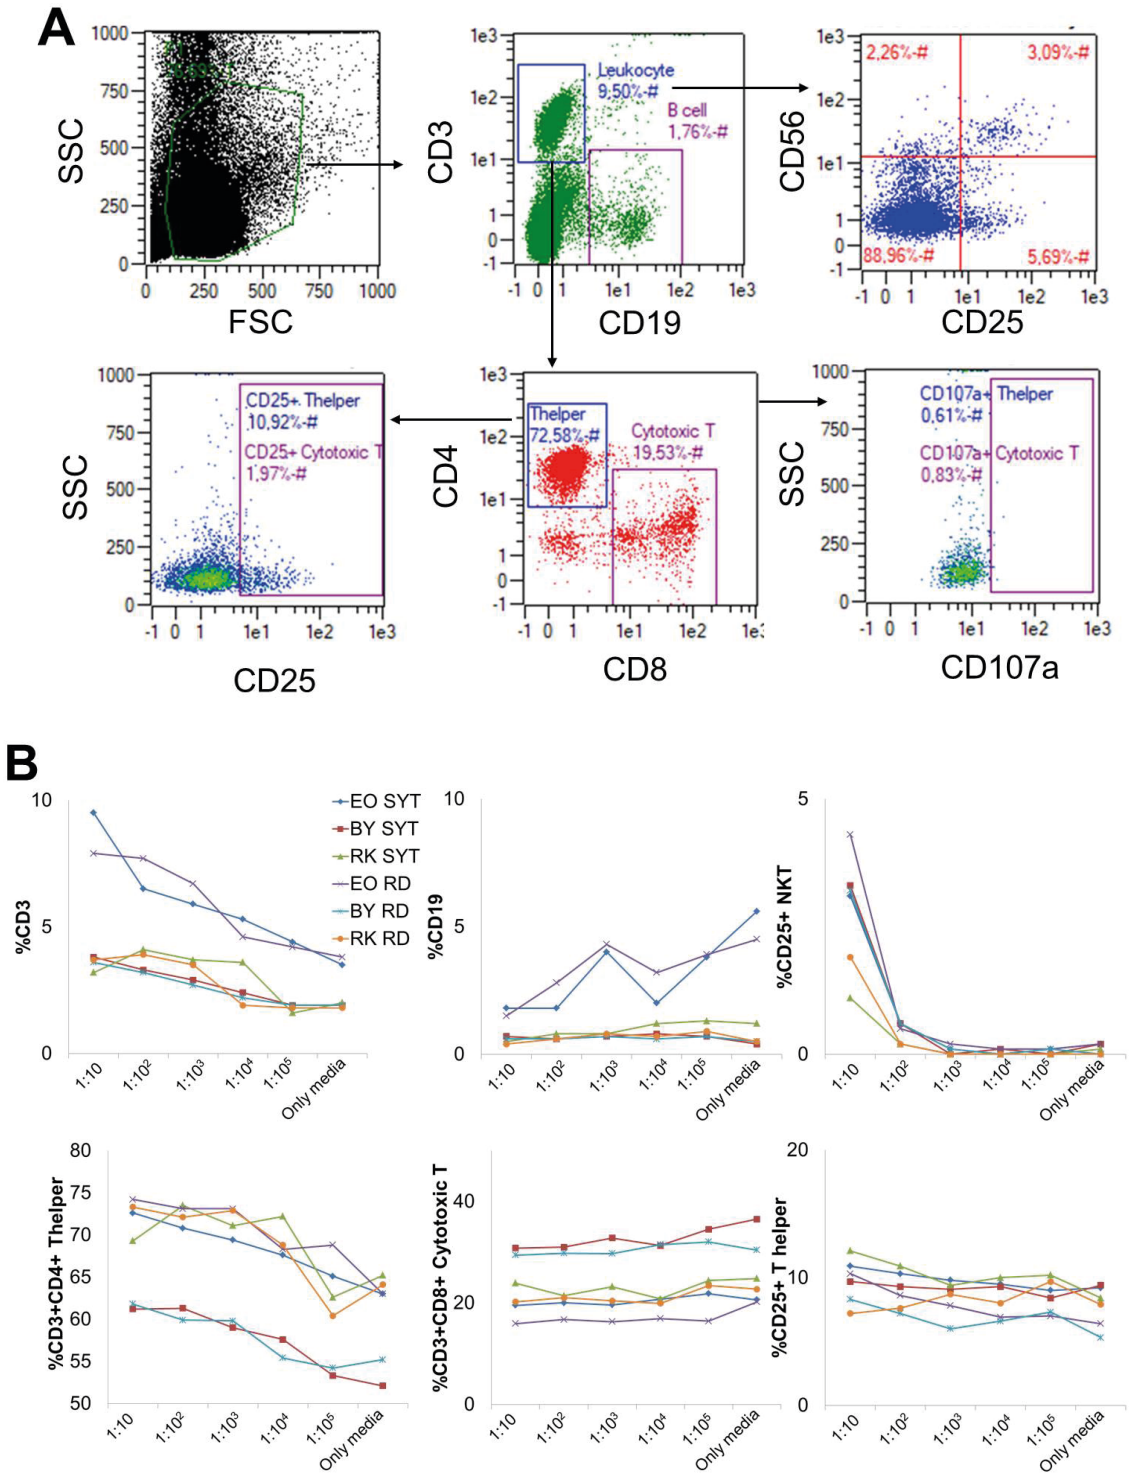 A
1000
750
500
250
0
SSC
0 250 500 750 1000
FSC
1e3
1e2
1e1
1
0
-1
CD3
Leukocyte
9,50%-#
B cell
1,76%-#
-1 0 1 1e1 1e2 1e3
CD19
1e3
1e2
1e1
1
0
-1
CD56
2,26%-# 3,09%-#
88,96%-# 5,69%-#
-1 0 1 1e1 1e2 1e3
CD25
1000
750
500
250
0
SSC
CD25+ Thelper
10,92%-#
CD25+ Cytotoxic T
1,97%-#
-1 0 1 1e1 1e2 1e3
CD25
1e3
1e2
1e1
1
0
-1
CD4
Thelper
72,58%-#
Cytotoxic T
19,53%-#
-1 0 1 1e1 1e2 1e3
CD8
1000
750
500
250
0
SSC
CD107a+ Thelper
0,61%-#
CD107a+ Cytotoxic T
0,83%-#
-1 0 1 1e1 1e2 1e3
CD107a
B
10
5
0
%CD3
1:10 1:10² 1:10³ 1:10⁴ 1:10⁵ Only media
EO SYT
BY SYT
RK SYT
EO RD
BY RD
RK RD
10
5
0
%CD19
1:10 1:10² 1:10³ 1:10⁴ 1:10⁵ Only media
5
0
%CD25+ NKT
1:10 1:10² 1:10³ 1:10⁴ 1:10⁵ Only media
80
75
70
65
60
55
50
%CD3+CD4+ Thelper
1:10 1:10² 1:10³ 1:10⁴ 1:10⁵ Only media
40
20
0
%CD3+CD8+ Cytotoxic T
1:10 1:10² 1:10³ 1:10⁴ 1:10⁵ Only media
20
10
0
%CD25+ T helper
1:10 1:10² 1:10³ 1:10⁴ 1:10⁵ Only media